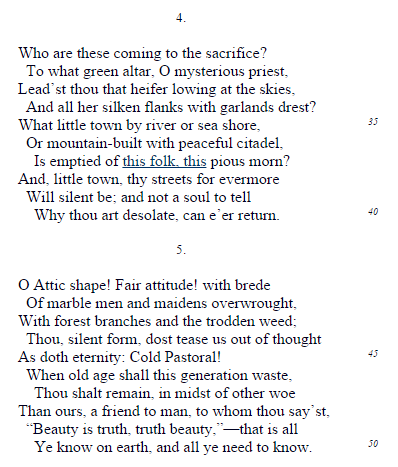 4.
Who are these coming to the sacrifice?
To what green altar, O mysterious priest,
Lead'st thou that heifer lowing at the skies,
And all her silken flanks with garlands drest?
What little town by river or sea shore, 35
Or mountain-built with peaceful citadel,
Is emptied of this folk, this pious morn?
And, little town, thy streets for evermore
Will silent be; and not a soul to tell
Why thou art desolate, can e'er return. 40
5.
O Attic shape! Fair attitude! with brede
Of marble men and maidens overwrought,
With forest branches and the trodden weed;
Thou, silent form, dost tease us out of thought
As doth eternity: Cold Pastoral! 45
When old age shall this generation waste,
Thou shalt remain, in midst of other woe
Than ours, a friend to man, to whom thou say'st,
“Beauty is truth, truth beauty,”—that is all
Ye know on earth, and all ye need to know. 50